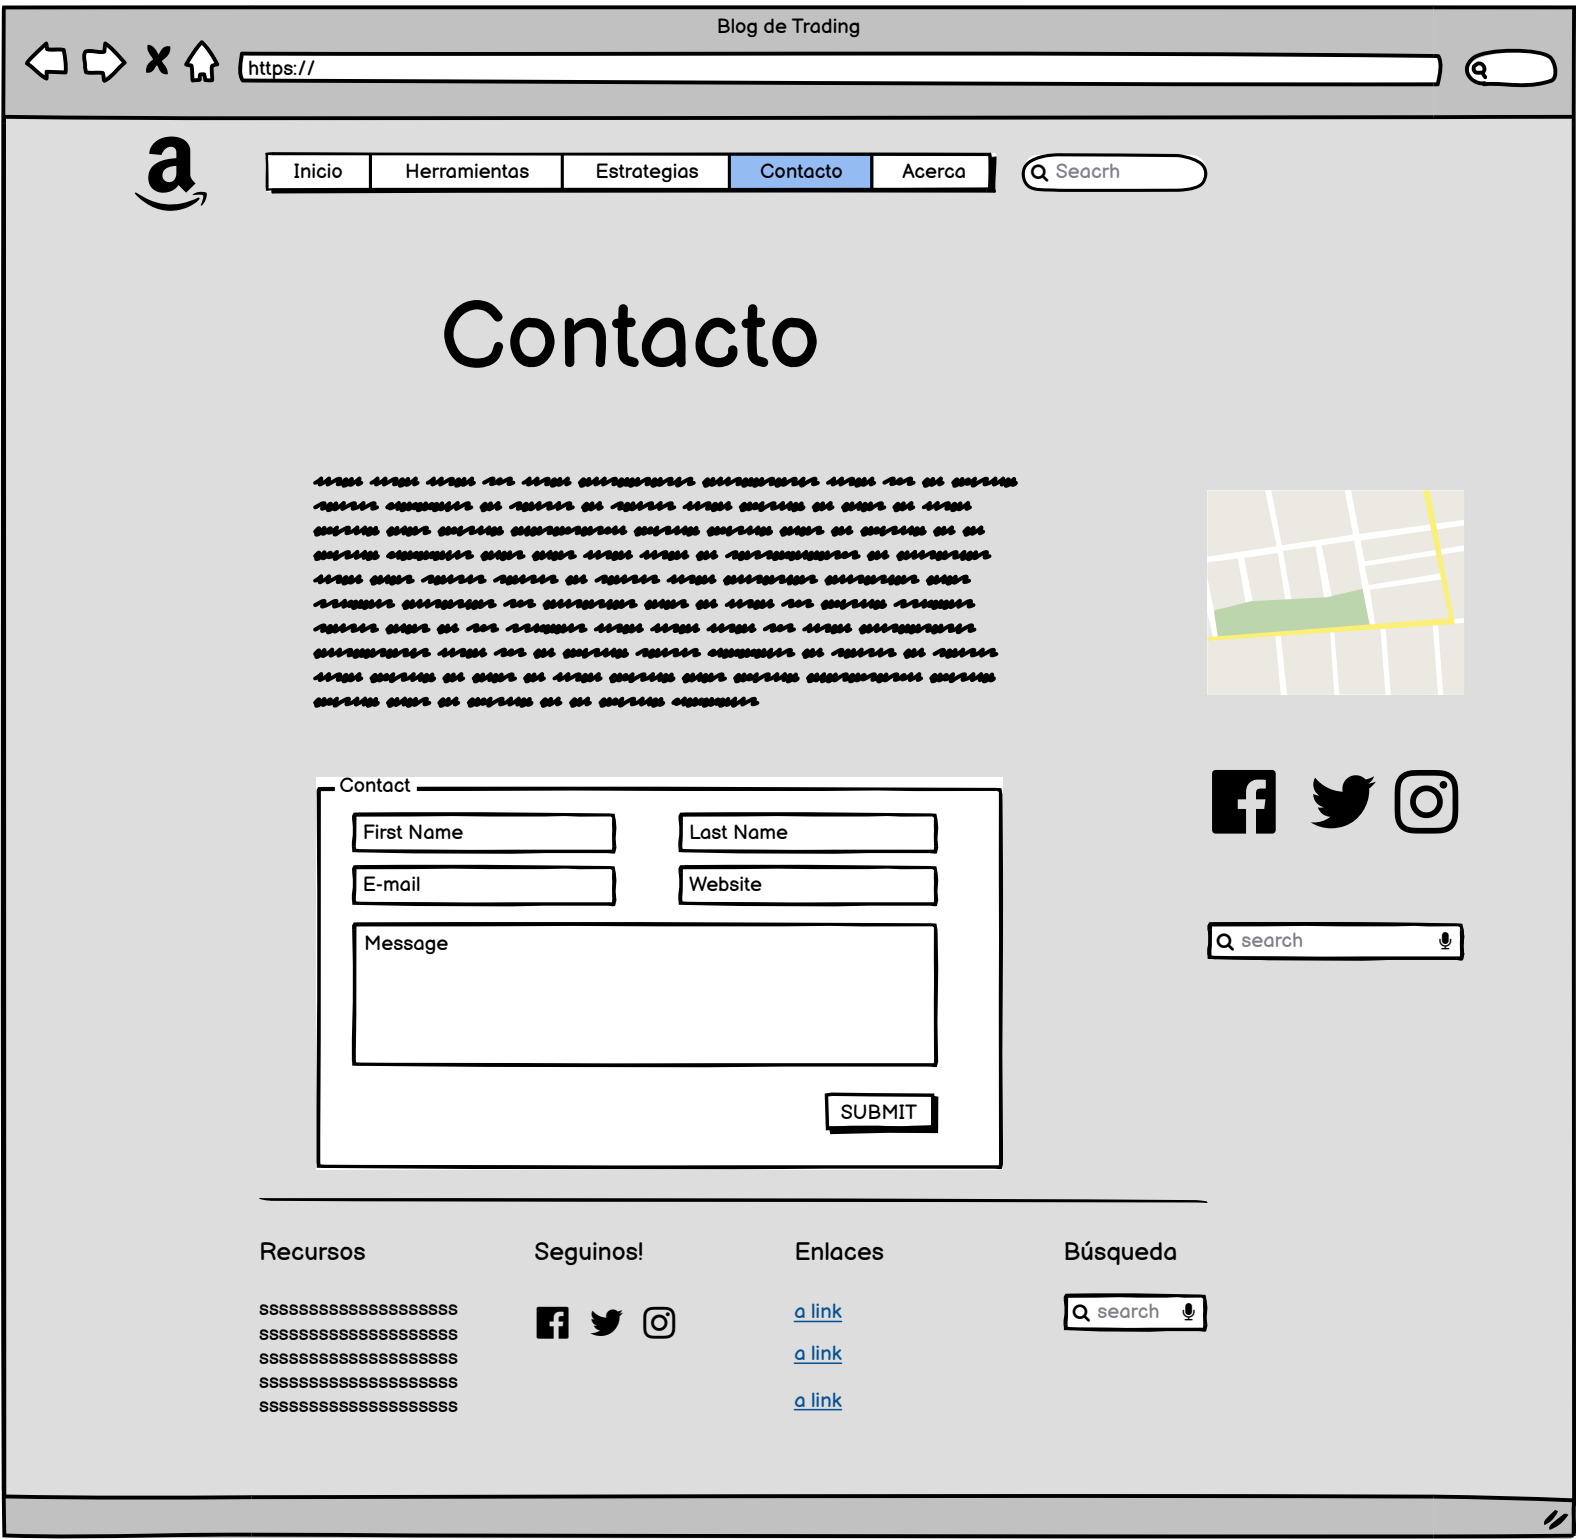 Blog de Trading
https://
a
Inicio Herramientas Estrategias Contacto Acerca Seacrh
Contacto
Contact
First Name Last Name
E-mail Website
Message
search
SUBMIT
Recursos Seguinos! Enlaces Búsqueda
ssssssssssssssssssss a link search
ssssssssssssssssssss
ssssssssssssssssssss a link
ssssssssssssssssssss
ssssssssssssssssssss a link